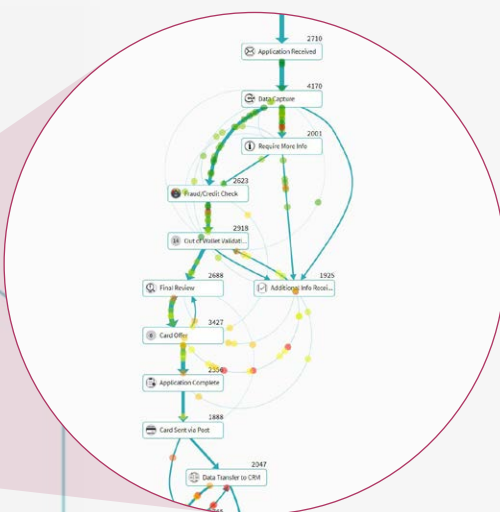 2710
Application Received
4170
Data Capture
2001
Require More Info
2623
Fraud/Credit Check
2918
Out of Wallet Validati...
2688
Final Review
1925
Additional Info Recei...
3427
Card Offer
Application Complete
1888
Card Sent via Post
2047
Data Transfer to CRM